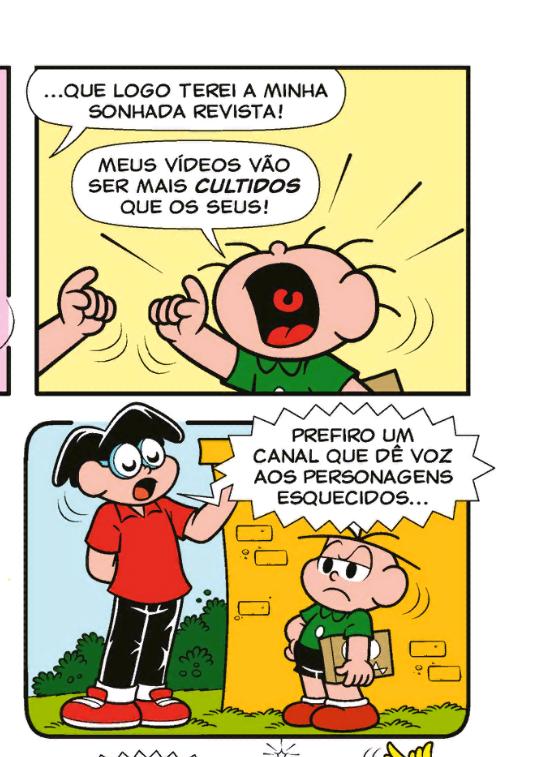 ...QUE LOGO TEREI A MINHA
SONHADA REVISTA!
MEUS VÍDEOS VÃO
SER MAIS CULTIDOS
QUE OS SEUS!
PREFIRO UM
CANAL QUE DÊ VOZ
AOS PERSONAGENS
ESQUECIDOS...